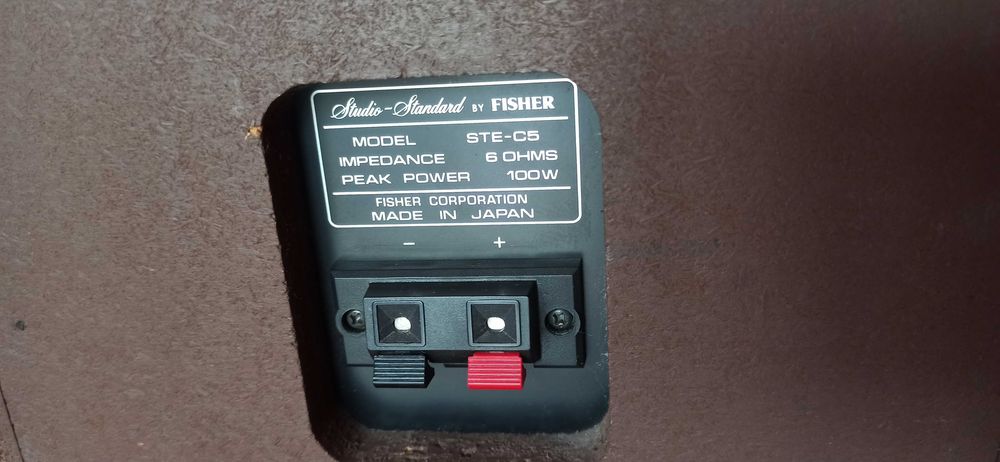 Studio-Standard BY FISHER
MODEL STE-C5
IMPEDANCE 6 OHMS
PEAK POWER 100W
FISHER CORPORATION
MADE IN JAPAN
− +